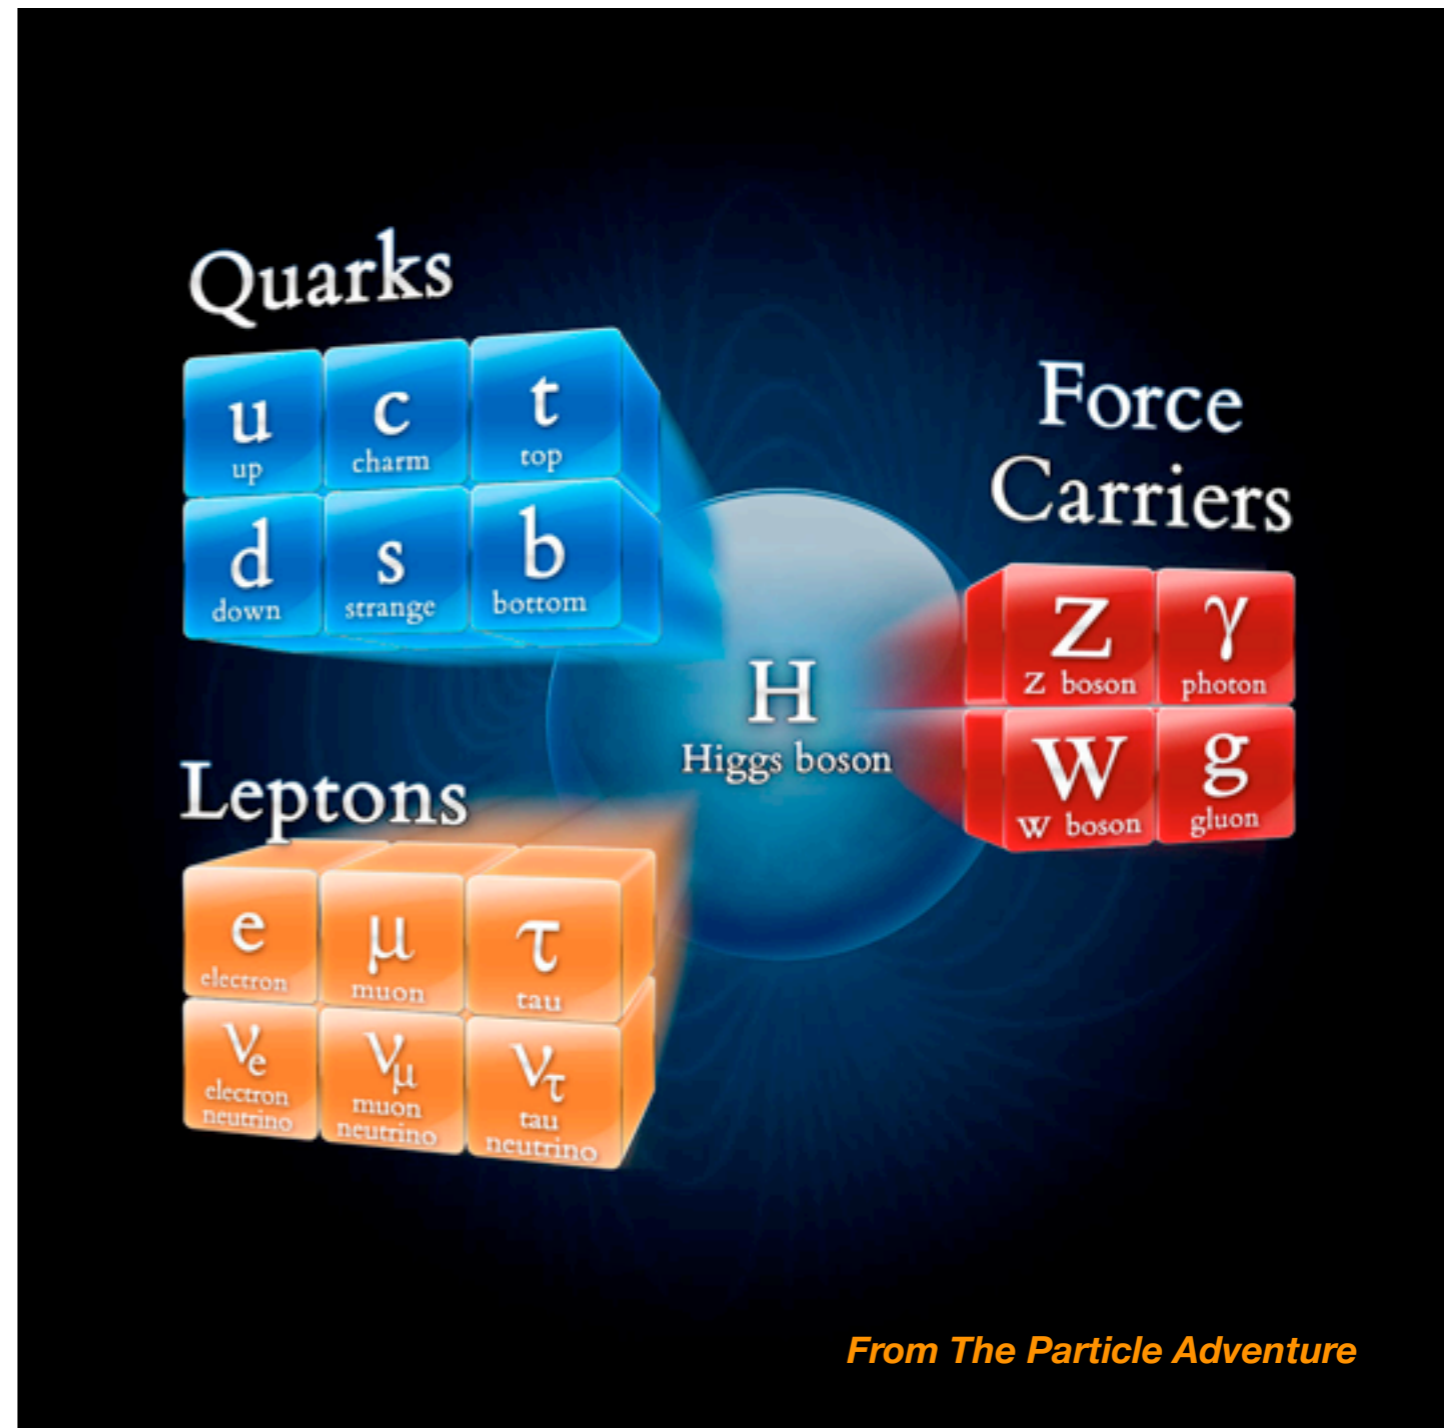 Quarks
u c t
up charm top
d s b
down strange bottom
Force
Carriers
Z γ
Z boson photon
W g
W boson gluon
H
Higgs boson
Leptons
e μ τ
electron muon tau
νe νμ ντ
electron muon tau
neutrino neutrino neutrino
From The Particle Adventure